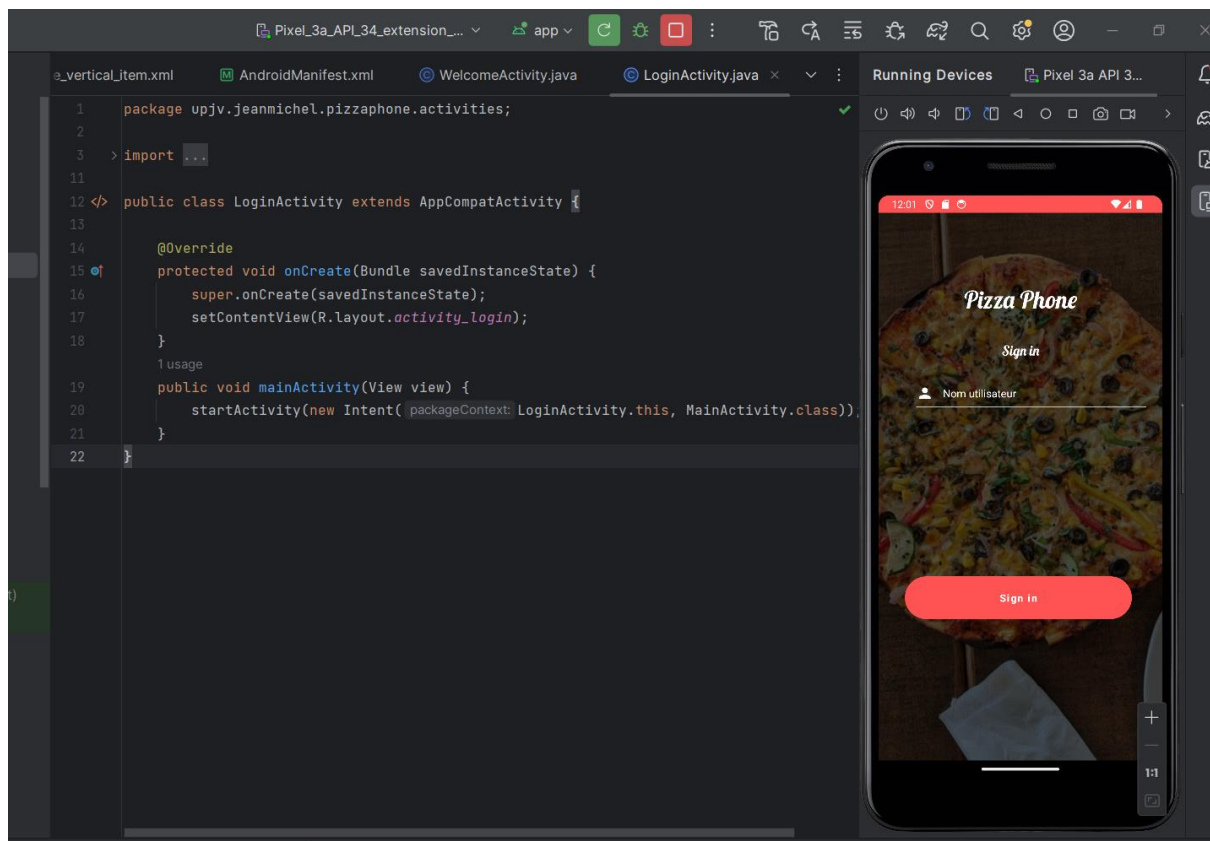 Pixel_3a_API_34_extension_... app
e_vertical_item.xml AndroidManifest.xml WelcomeActivity.java LoginActivity.java Running Devices Pixel 3a API 3...
1 package upjv.jeanmichel.pizzaphone.activities;
2
3 import ...
11
12 public class LoginActivity extends AppCompatActivity {
13
14 @Override
15 protected void onCreate(Bundle savedInstanceState) {
16 super.onCreate(savedInstanceState);
17 setContentView(R.layout.activity_login);
18 }
1 usage
19 public void mainActivity(View view) {
20 startActivity(new Intent( packageContext: LoginActivity.this, MainActivity.class));
21 }
22 }
t)
12:01
Pizza Phone
Sign in
Nom utilisateur
Sign in
1:1